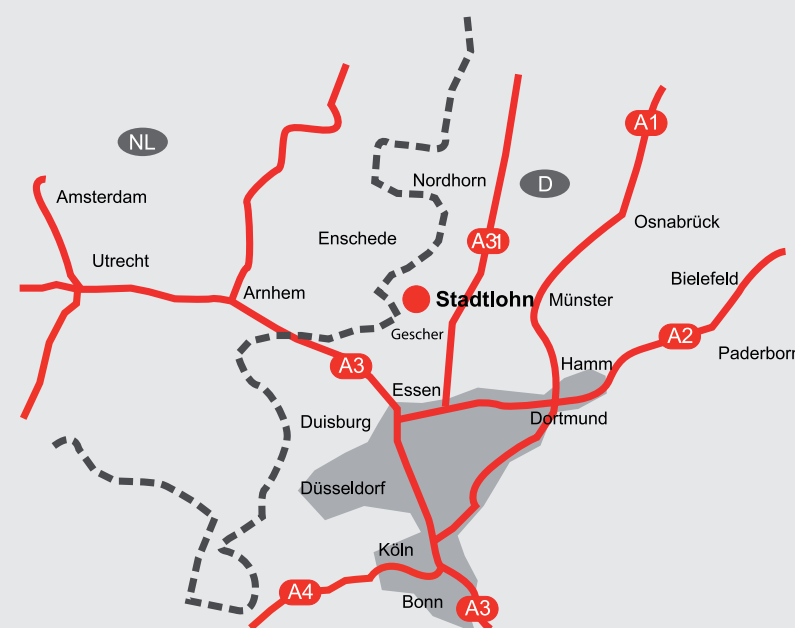 A1
NL
Nordhorn
D
Amsterdam
Osnabrück
Enschede
A31
Utrecht
Bielefeld
Arnhem
Stadtlohn
Münster
Gescher
A2
Paderborn
A3
Hamm
Essen
Duisburg
Dortmund
Düsseldorf
Köln
A4
Bonn
A3